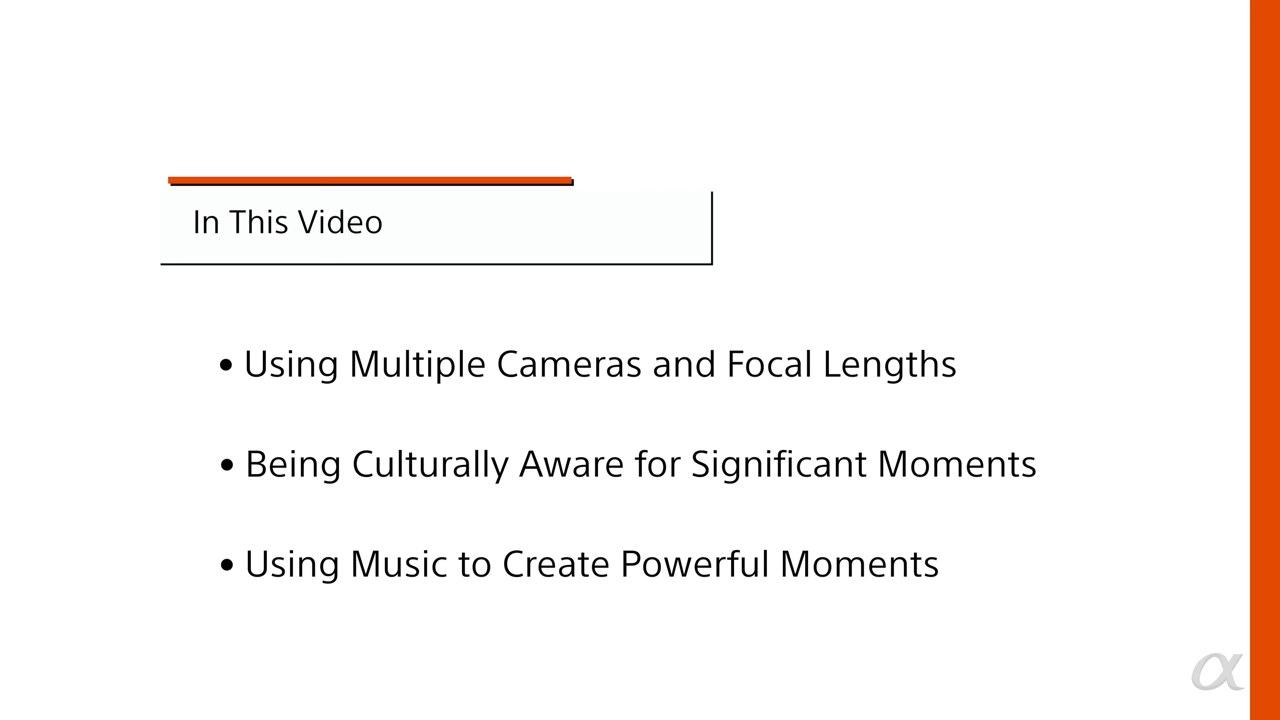 In This Video
• Using Multiple Cameras and Focal Lengths
• Being Culturally Aware for Significant Moments
• Using Music to Create Powerful Moments
α